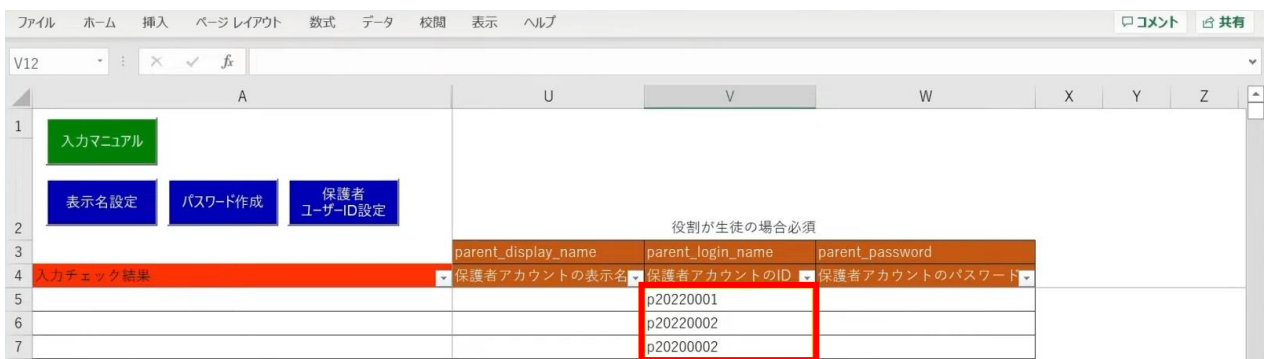 ファイル ホーム 挿入 ページ レイアウト 数式 データ 校閲 表示 ヘルプ コメント 共有
V12 fx
A U V W X Y Z
1
入力マニュアル
表示名設定 パスワード作成 保護者
ユーザーID設定
2 役割が生徒の場合必須
3 parent_display_name parent_login_name parent_password
4 入力チェック結果 保護者アカウントの表示名 保護者アカウントのID 保護者アカウントのパスワード
5 p20220001
6 p20220002
7 p20200002